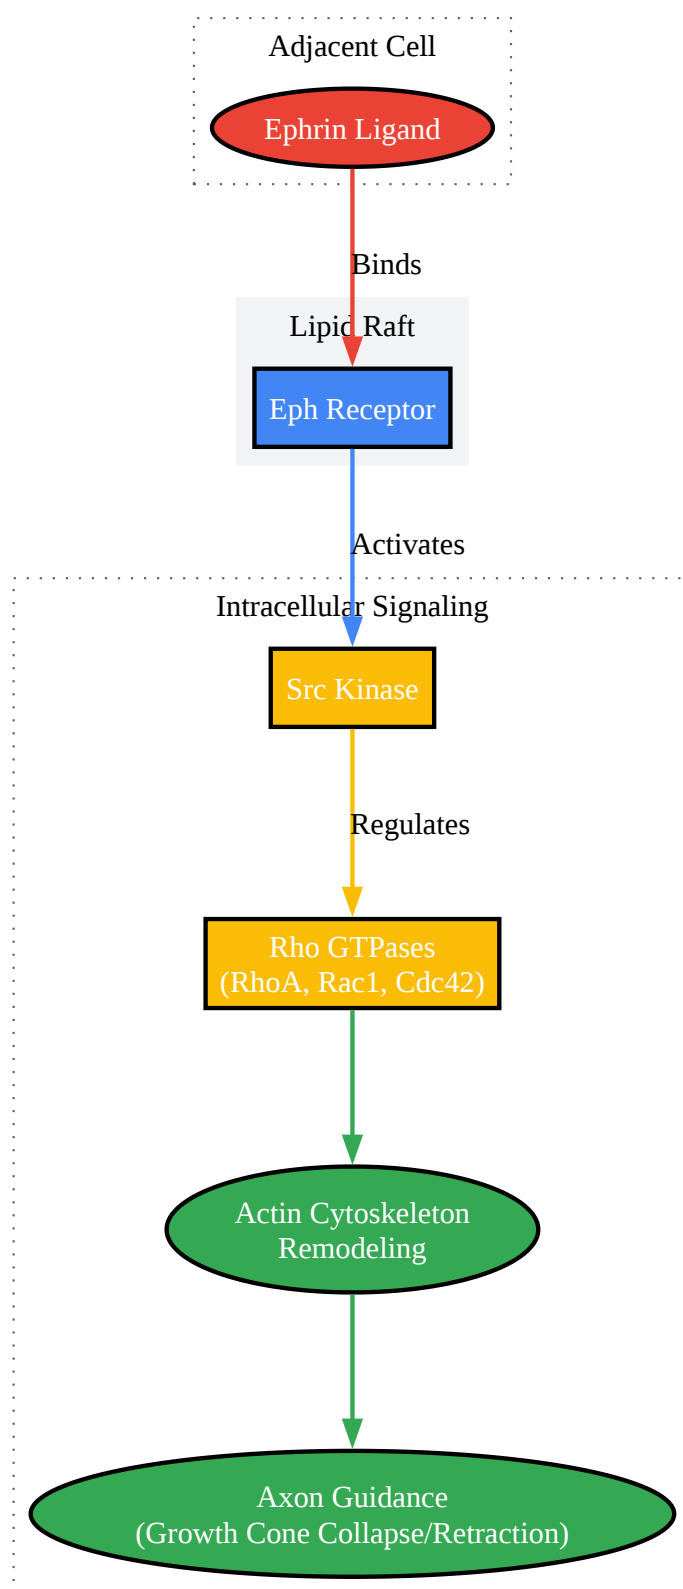 Adjacent Cell
Ephrin Ligand
Binds
Lipid Raft
Eph Receptor
Activates
Intracellular Signaling
Src Kinase
Regulates
Rho GTPases
(RhoA, Rac1, Cdc42)
Actin Cytoskeleton
Remodeling
Axon Guidance
(Growth Cone Collapse/Retraction)